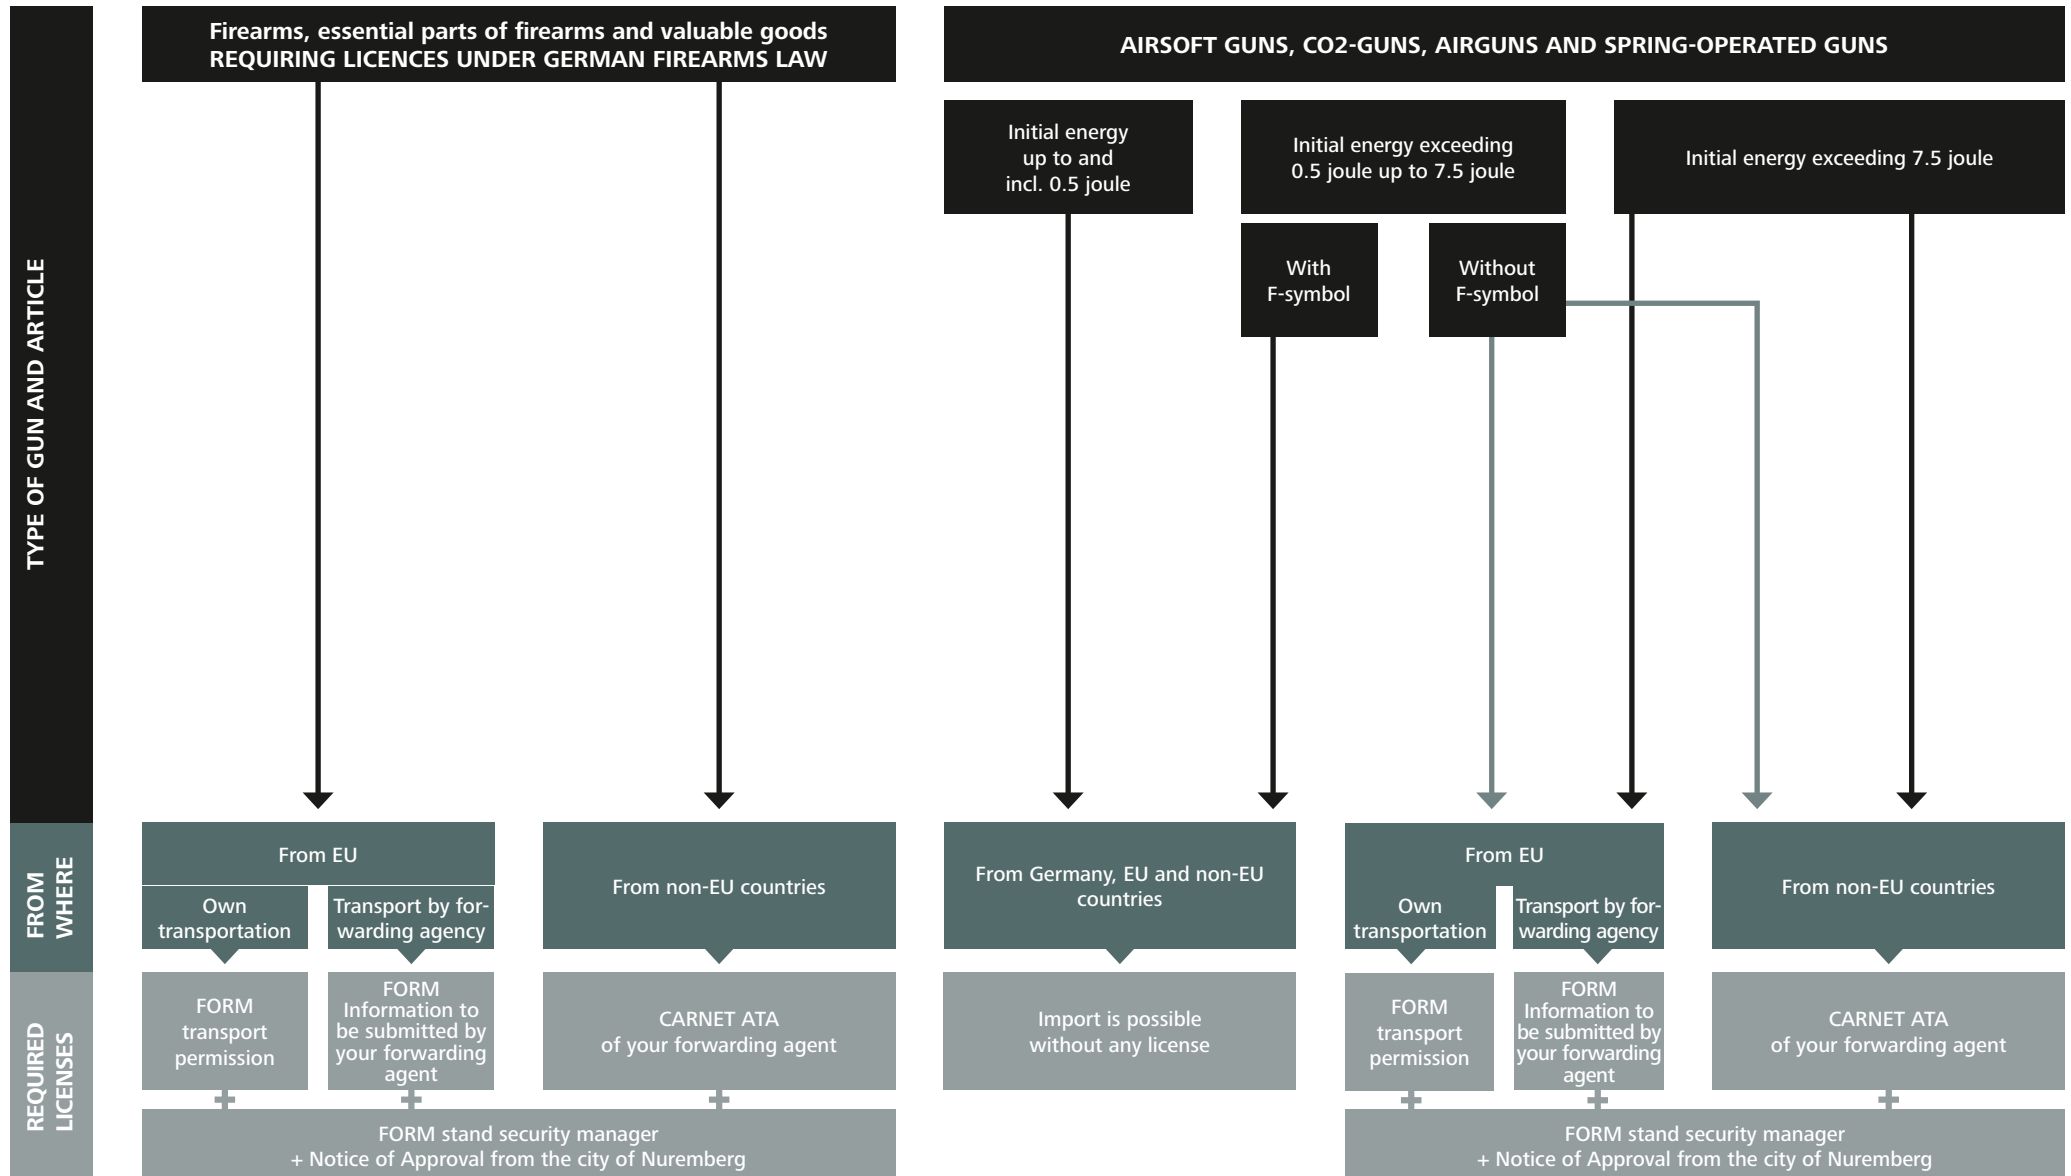 TYPE OF GUN AND ARTICLE
Firearms, essential parts of firearms and valuable goods
REQUIRING LICENCES UNDER GERMAN FIREARMS LAW
AIRSOFT GUNS, CO2-GUNS, AIRGUNS AND SPRING-OPERATED GUNS
Initial energy
up to and
incl. 0.5 joule
Initial energy exceeding
0.5 joule up to 7.5 joule
Initial energy exceeding 7.5 joule
With
F-symbol
Without
F-symbol
FROM
WHERE
From EU
Own
transportation
Transport by for-
warding agency
From non-EU countries
From Germany, EU and non-EU
countries
From EU
Own
transportation
Transport by for-
warding agency
From non-EU countries
REQUIRED
LICENSES
FORM
transport
permission
FORM
Information to
be submitted by
your forwarding
agent
CARNET ATA
of your forwarding agent
Import is possible
without any license
FORM
transport
permission
FORM
Information to
be submitted by
your forwarding
agent
CARNET ATA
of your forwarding agent
FORM stand security manager
+ Notice of Approval from the city of Nuremberg
FORM stand security manager
+ Notice of Approval from the city of Nuremberg